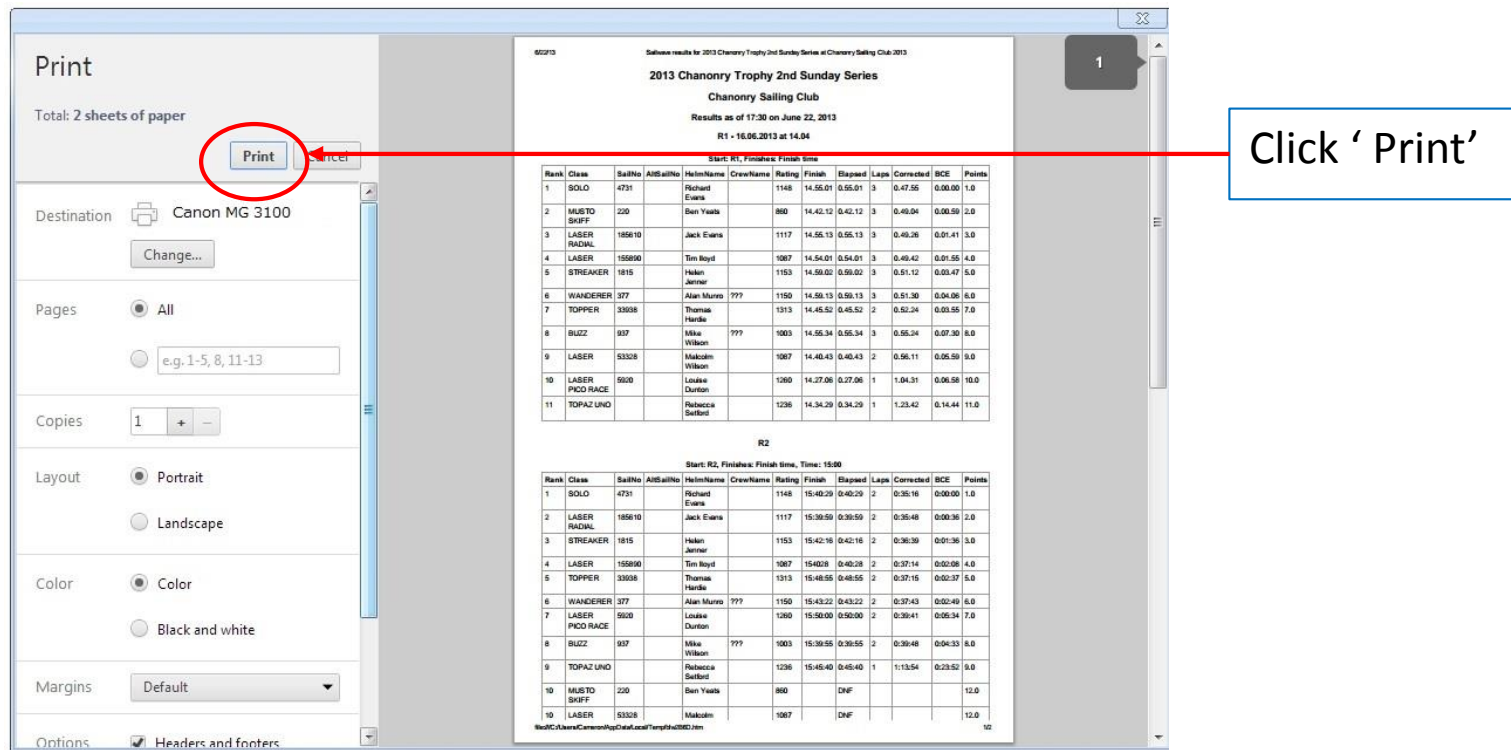 Print
Total: 2 sheets of paper
Print Cancel
Destination Canon MG 3100
Change...
Pages All
e.g. 1-5, 8, 11-13
Copies 1 + –
Layout Portrait
Landscape
Color Color
Black and white
Margins Default
Options Headers and footers
6/22/13 Sailwave results for 2013 Chanonry Trophy 2nd Sunday Series at Chanonry Sailing Club 2013
2013 Chanonry Trophy 2nd Sunday Series
Chanonry Sailing Club
Results as of 17:30 on June 22, 2013
R1 - 16.06.2013 at 14.04
Start: R1, Finishes: Finish time
Rank Class SailNo AltSailNo HelmName CrewName Rating Finish Elapsed Laps Corrected BCE Points
1 SOLO 4731 Richard Evans 1148 14.55.01 0.55.01 3 0.47.55 0.00.00 1.0
2 MUSTO SKIFF 220 Ben Yeats 860 14.42.12 0.42.12 3 0.49.04 0.00.59 2.0
3 LASER RADIAL 185610 Jack Evans 1117 14.55.13 0.55.13 3 0.49.26 0.01.41 3.0
4 LASER 155890 Tim lloyd 1087 14.54.01 0.54.01 3 0.49.42 0.01.55 4.0
5 STREAKER 1815 Helen Jenner 1153 14.59.02 0.59.02 3 0.51.12 0.03.47 5.0
6 WANDERER 377 Alan Munro ??? 1150 14.59.13 0.59.13 3 0.51.30 0.04.06 6.0
7 TOPPER 33938 Thomas Hardie 1313 14.45.52 0.45.52 2 0.52.24 0.03.55 7.0
8 BUZZ 937 Mike Wilson ??? 1003 14.55.34 0.55.34 3 0.55.24 0.07.30 8.0
9 LASER 53328 Malcolm Wilson 1087 14.40.43 0.40.43 2 0.56.11 0.05.59 9.0
10 LASER PICO RACE 5920 Louise Dunton 1260 14.27.06 0.27.06 1 1.04.31 0.06.58 10.0
11 TOPAZ UNO Rebecca Setford 1236 14.34.29 0.34.29 1 1.23.42 0.14.44 11.0
R2
Start: R2, Finishes: Finish time, Time: 15:00
Rank Class SailNo AltSailNo HelmName CrewName Rating Finish Elapsed Laps Corrected BCE Points
1 SOLO 4731 Richard Evans 1148 15:40:29 0:40:29 2 0:35:16 0:00:00 1.0
2 LASER RADIAL 185610 Jack Evans 1117 15:39:59 0:39:59 2 0:35:48 0:00:36 2.0
3 STREAKER 1815 Helen Jenner 1153 15:42:16 0:42:16 2 0:36:39 0:01:36 3.0
4 LASER 155890 Tim lloyd 1087 154028 0:40:28 2 0:37:14 0:02:08 4.0
5 TOPPER 33938 Thomas Hardie 1313 15:48:55 0:48:55 2 0:37:15 0:02:37 5.0
6 WANDERER 377 Alan Munro ??? 1150 15:43:22 0:43:22 2 0:37:43 0:02:49 6.0
7 LASER PICO RACE 5920 Louise Dunton 1260 15:50:00 0:50:00 2 0:39:41 0:05:34 7.0
8 BUZZ 937 Mike Wilson ??? 1003 15:39:55 0:39:55 2 0:39:48 0:04:33 8.0
9 TOPAZ UNO Rebecca Setford 1236 15:45:40 0:45:40 1 1:13:54 0:23:52 9.0
10 MUSTO SKIFF 220 Ben Yeats 860 DNF 12.0
10 LASER 53328 Malcolm 1087 DNF 12.0
1/2
1
Click ‘ Print’